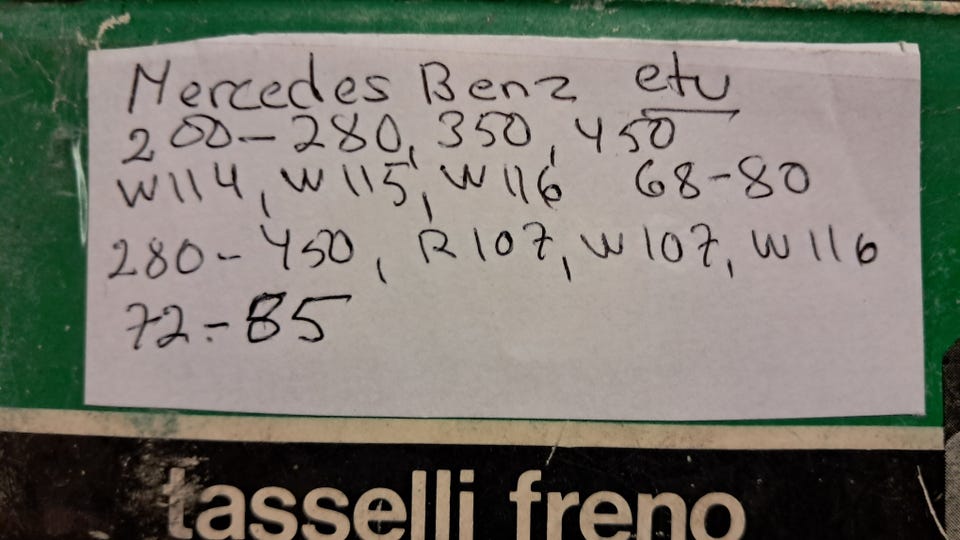 Mercedes Benz etu
200-280, 350, 450
W114, W115, W116 68-80
280-450, R107, W107, W116
72-85
tasselli freno